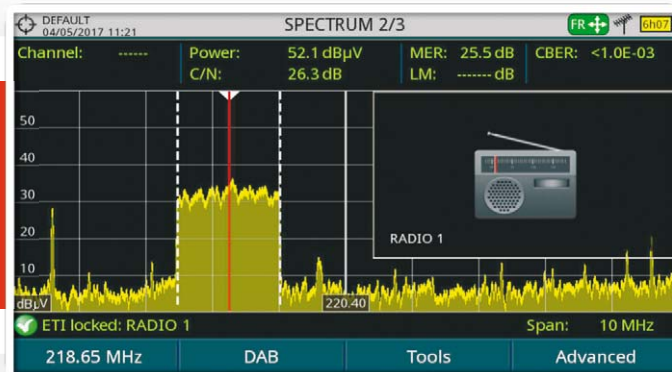 DEFAULT
04/05/2017 11:21
SPECTRUM 2/3
FR
6h07
Channel: ------
Power: 52.1 dBµV
MER: 25.5 dB
CBER: <1.0E-03
C/N: 26.3 dB
LM: ------- dB
50
40
30
20
10
dBµV
220.40
RADIO 1
ETI locked: RADIO 1
Span: 10 MHz
218.65 MHz
DAB
Tools
Advanced